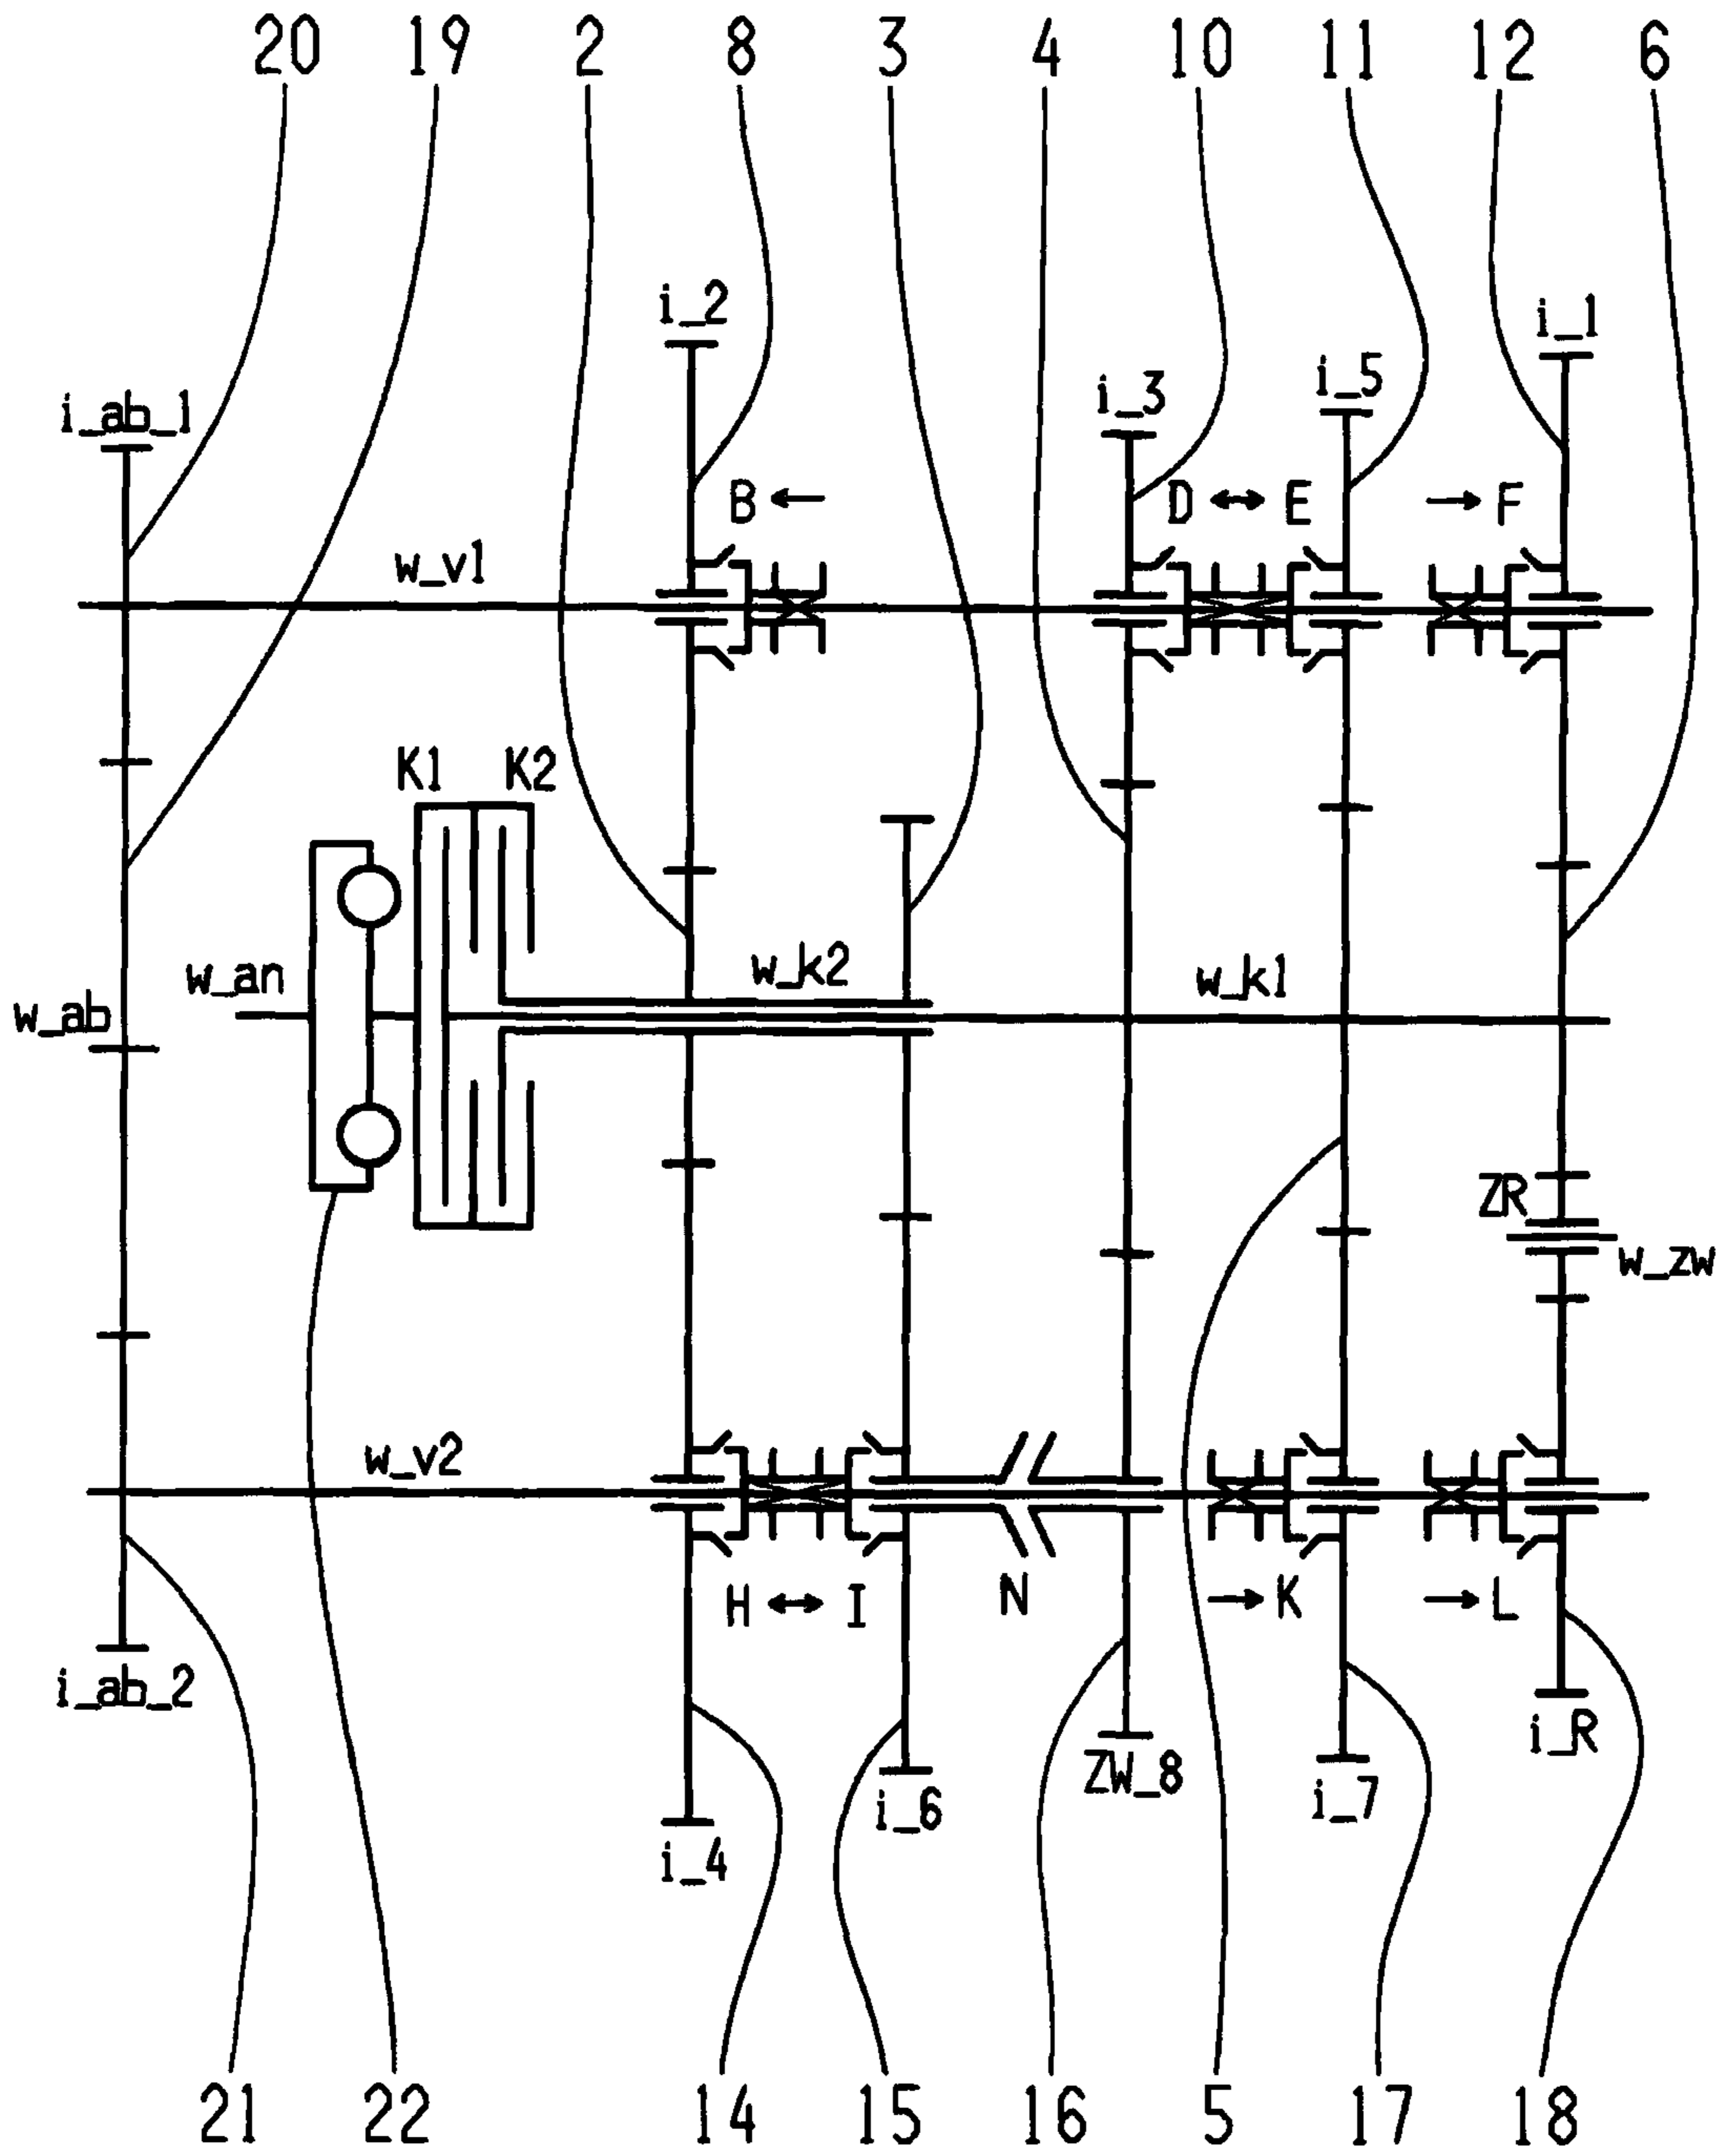 20 19 2 8 3 4 10 11 12 6
i_2
i_1
i_5
i_3
i_ab_1
B ← D ↔ E → F
w_v1
K1 K2
w_an w_k2 w_k1
w_ab
ZR
w_zw
w_v2
H ↔ I N → K → L
i_ab_2
i_R
ZW_8
i_7
i_6
i_4
21 22 14 15 16 5 17 18